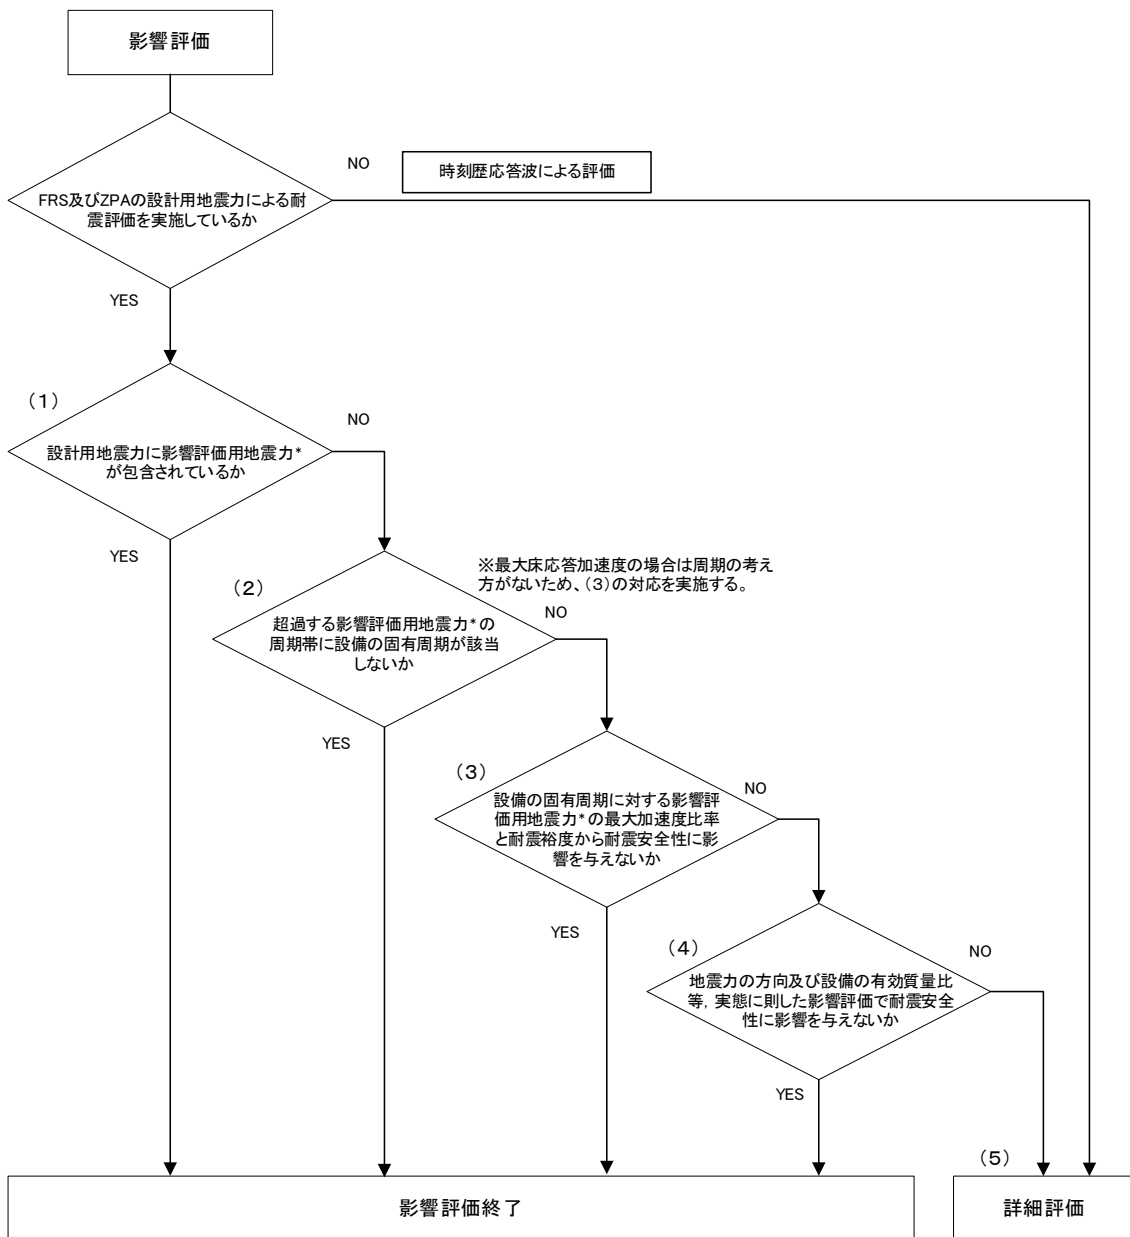 影響評価
NO
時刻歴応答波による評価
FRS及びZPAの設計用地震力による耐
震評価を実施しているか
YES
(1)
NO
設計用地震力に影響評価用地震力*
が包含されているか
YES
※最大床応答加速度の場合は周期の考え
方がないため、(3)の対応を実施する。
(2)
NO
超過する影響評価用地震力*の
周期帯に設備の固有周期が該当
しないか
YES
(3)
NO
設備の固有周期に対する影響評
価用地震力*の最大加速度比率
と耐震裕度から耐震安全性に影
響を与えないか
YES
(4)
NO
地震力の方向及び設備の有効質量比
等,実態に則した影響評価で耐震安全
性に影響を与えないか
YES
(5)
影響評価終了
詳細評価